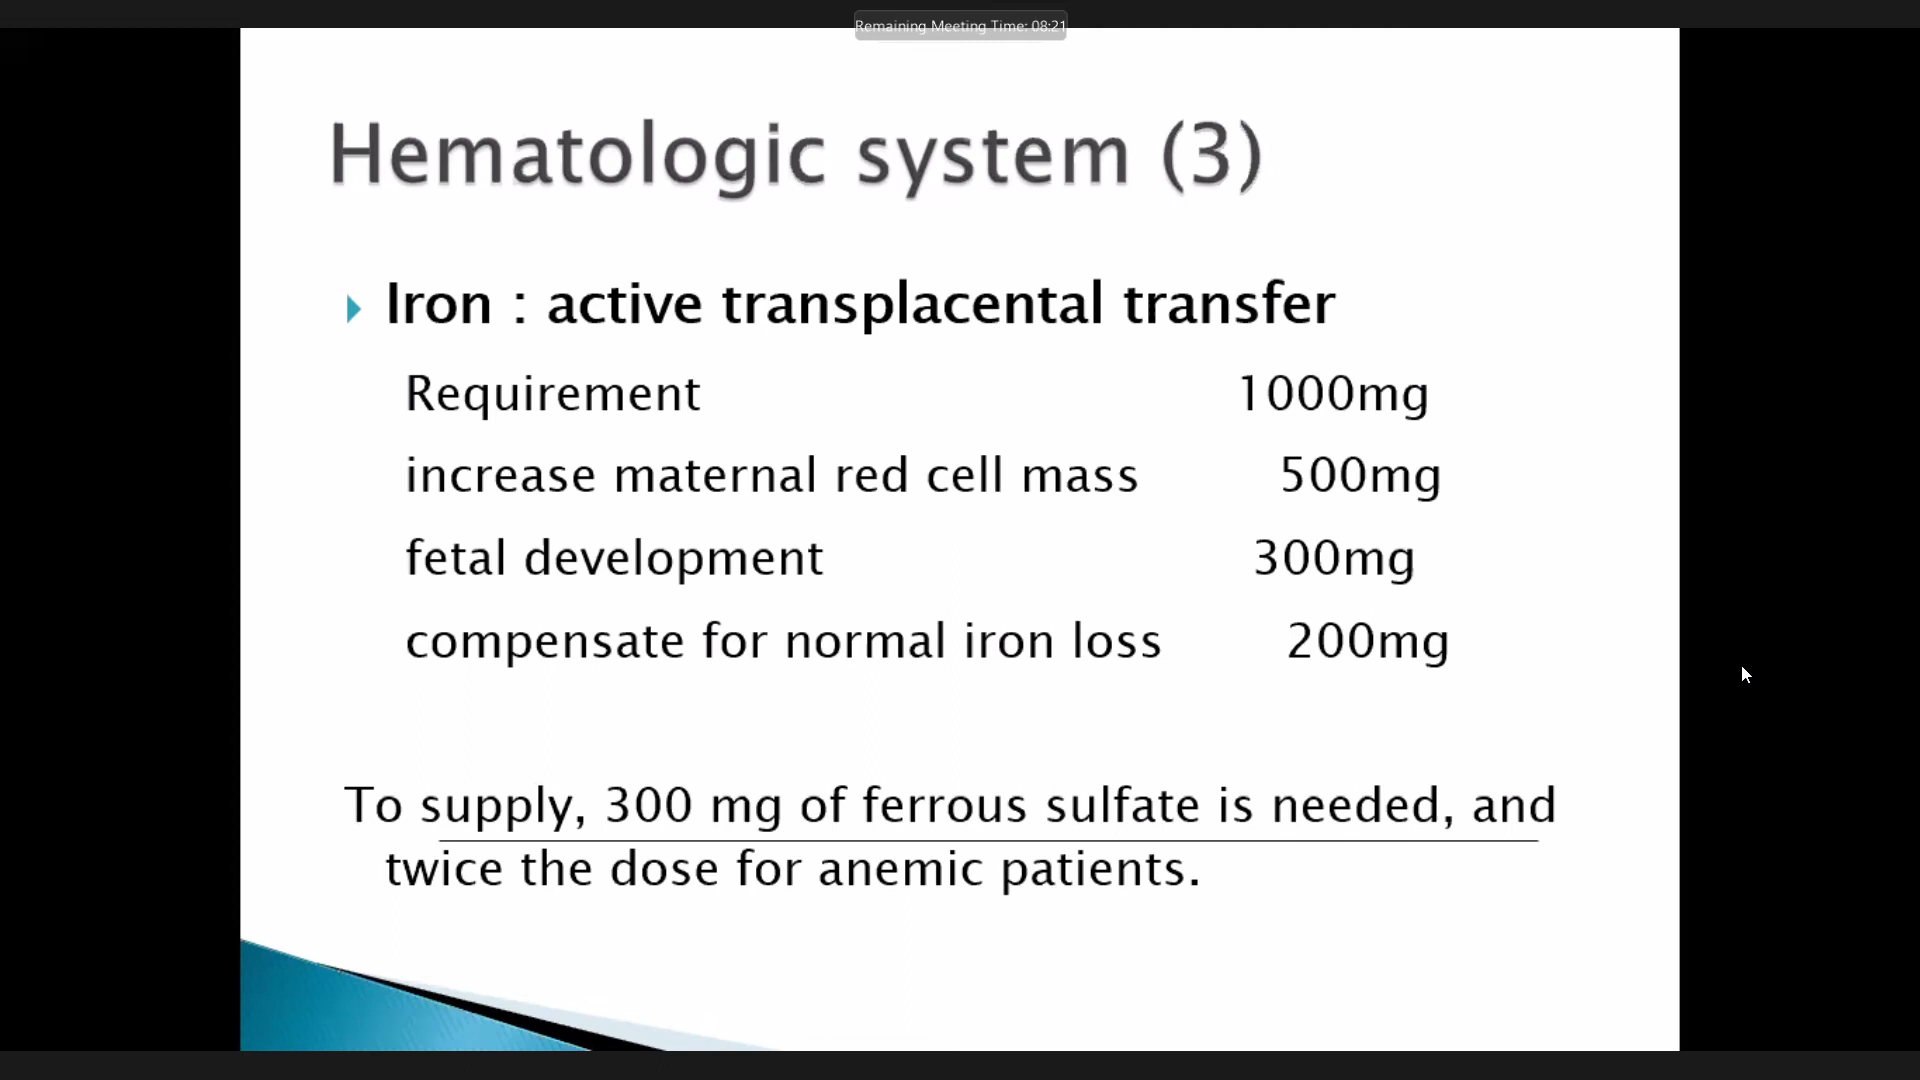 Remaining Meeting Time: 08:21
Hematologic system (3)
Iron : active transplacental transfer
Requirement 1000mg
increase maternal red cell mass 500mg
fetal development 300mg
compensate for normal iron loss 200mg
To supply, 300 mg of ferrous sulfate is needed, and
twice the dose for anemic patients.